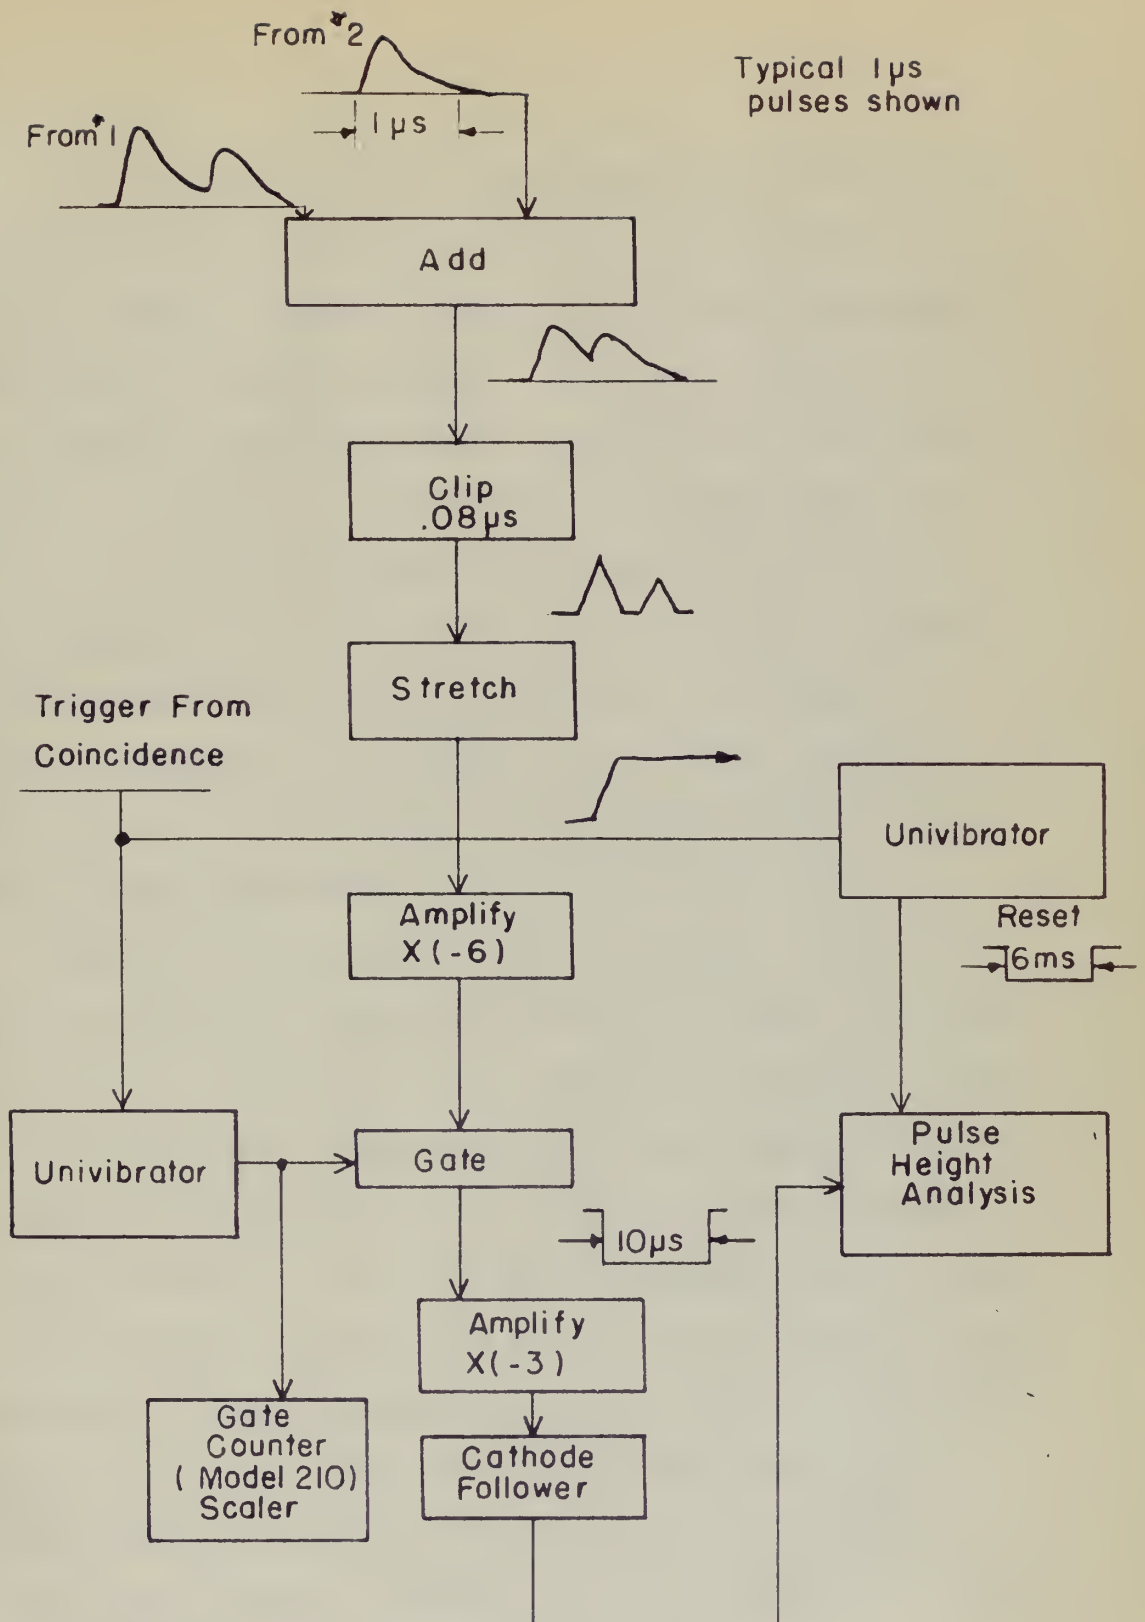 From #2
Typical 1µs
pulses shown
1µs
From #1
Add
Clip
.08µs
Stretch
Trigger From
Coincidence
Univibrator
Amplify
X(-6)
Reset
6ms
Univibrator
Gate
Pulse
Height
Analysis
10µs
Amplify
X(-3)
Gate
Counter
(Model 210)
Scaler
Cathode
Follower